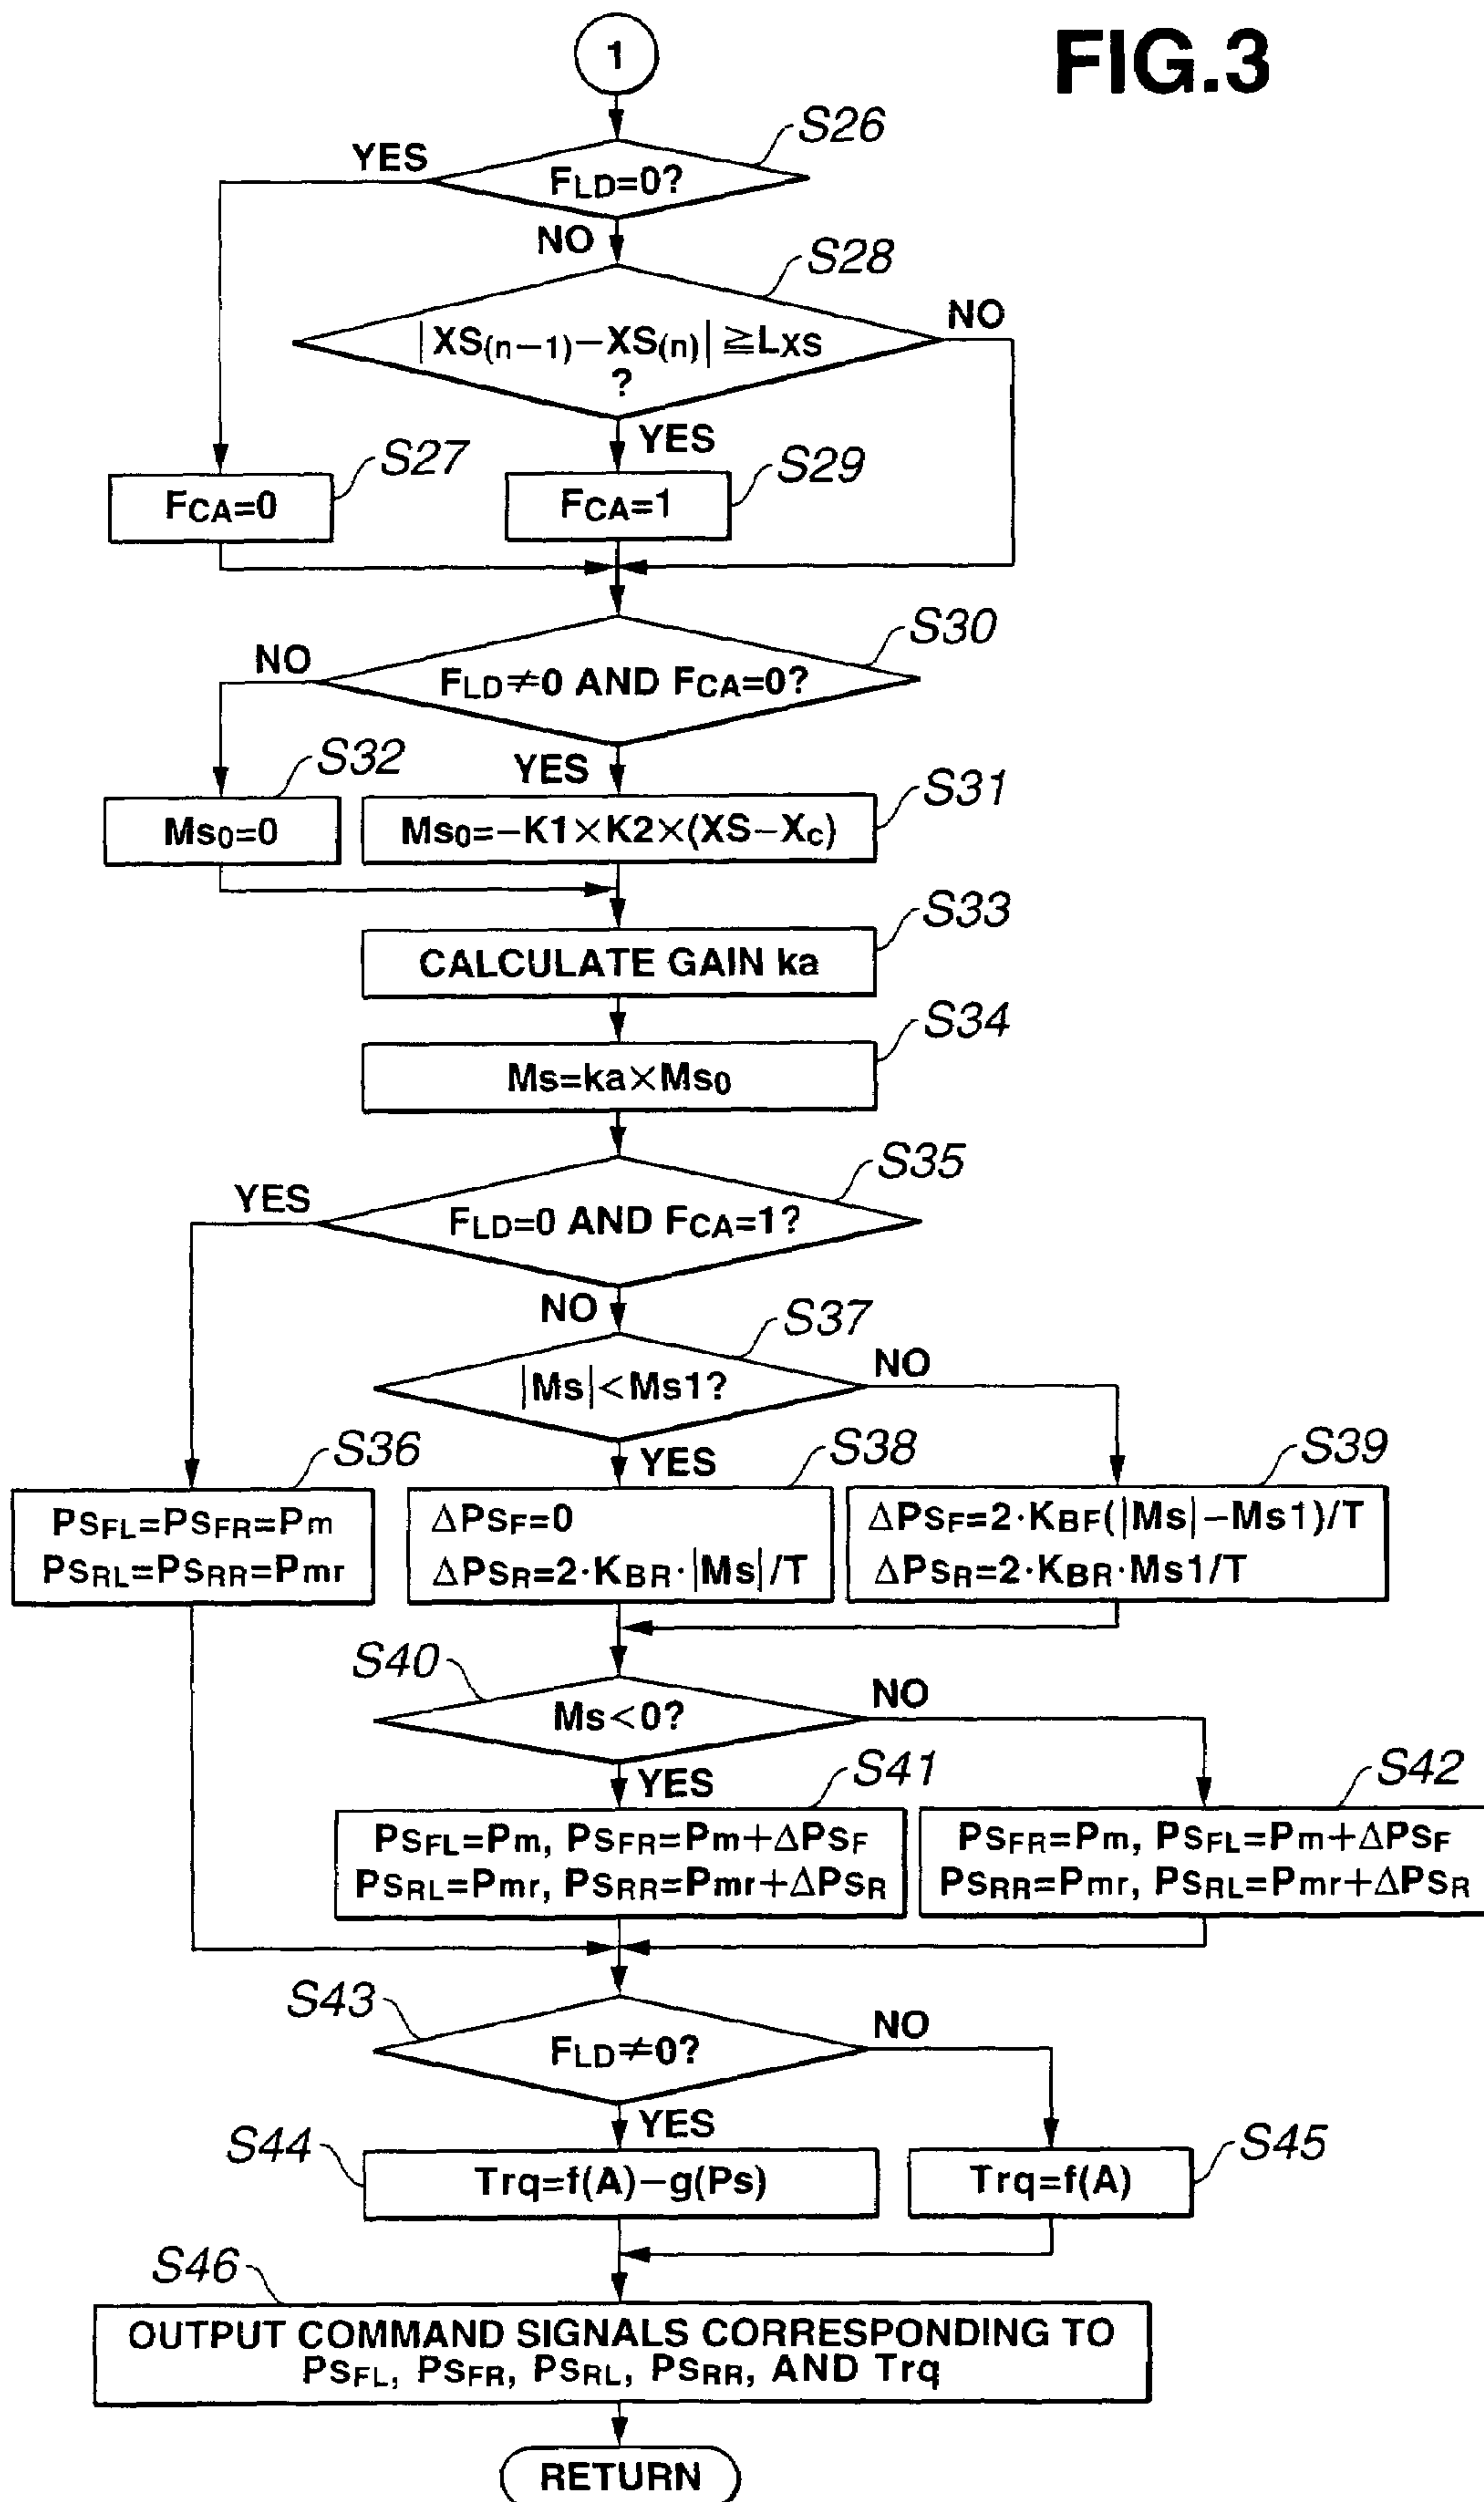 FIG.3
1
S26
YES
FLD=0?
NO
S28
NO
|XS(n−1)−XS(n)|≧LXS
?
YES
S27
S29
FCA=0
FCA=1
S30
NO
FLD≠0 AND FCA=0?
S32
YES
S31
Ms0=0
Ms0=−K1×K2×(XS−Xc)
S33
CALCULATE GAIN ka
S34
Ms=ka×Ms0
S35
YES
FLD=0 AND FCA=1?
NO
S37
NO
|Ms|<Ms1?
S36
YES
S38
S39
PSFL=PSFR=Pm
PSRL=PSRR=Pmr
ΔPSF=0
ΔPSR=2·KBR·|Ms|/T
ΔPSF=2·KBF(|Ms|−Ms1)/T
ΔPSR=2·KBR·Ms1/T
S40
NO
Ms<0?
YES
S41
S42
PSFL=Pm, PSFR=Pm+ΔPSF
PSRL=Pmr, PSRR=Pmr+ΔPSR
PSFR=Pm, PSFL=Pm+ΔPSF
PSRR=Pmr, PSRL=Pmr+ΔPSR
S43
NO
FLD≠0?
YES
S44
S45
Trq=f(A)−g(Ps)
Trq=f(A)
S46
OUTPUT COMMAND SIGNALS CORRESPONDING TO
PSFL, PSFR, PSRL, PSRR, AND Trq
RETURN